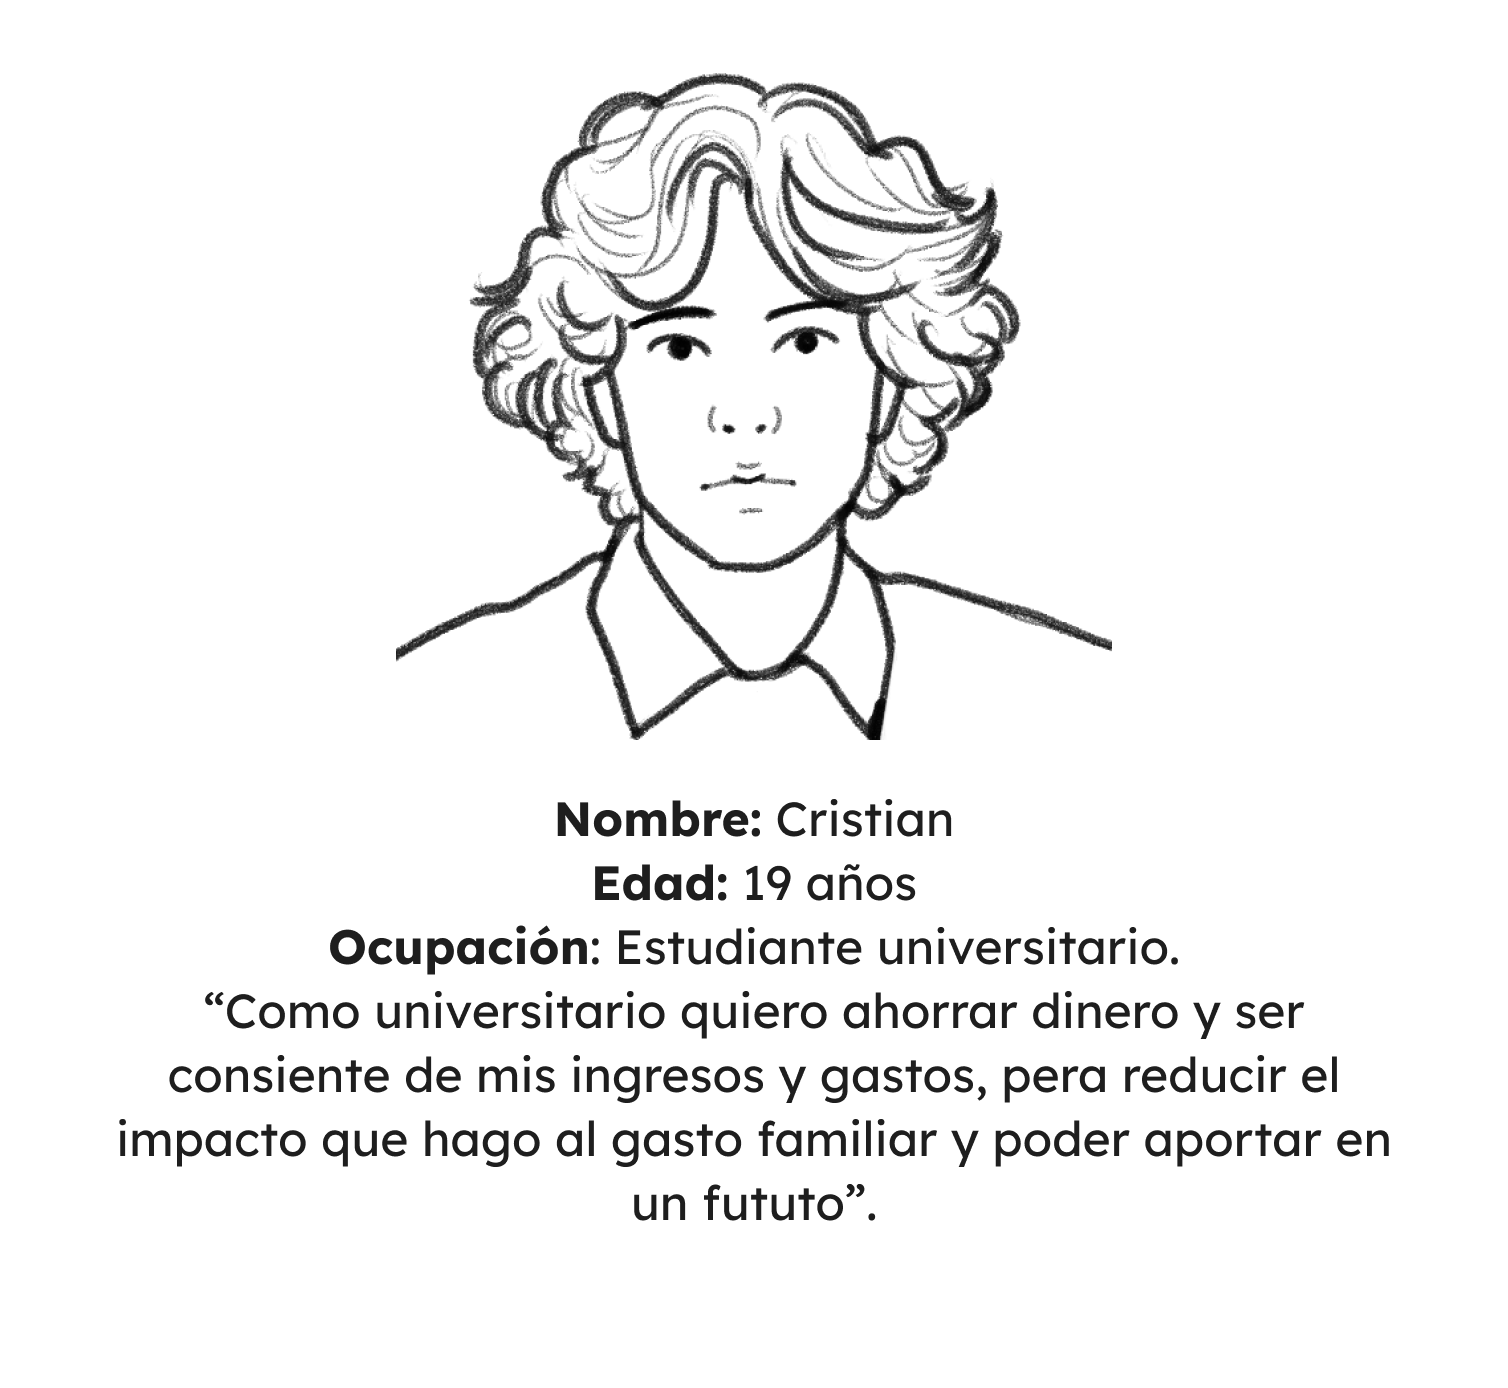 Nombre: Cristian
Edad: 19 años
Ocupación: Estudiante universitario.
“Como universitario quiero ahorrar dinero y ser
consiente de mis ingresos y gastos, pera reducir el
impacto que hago al gasto familiar y poder aportar en
un fututo”.